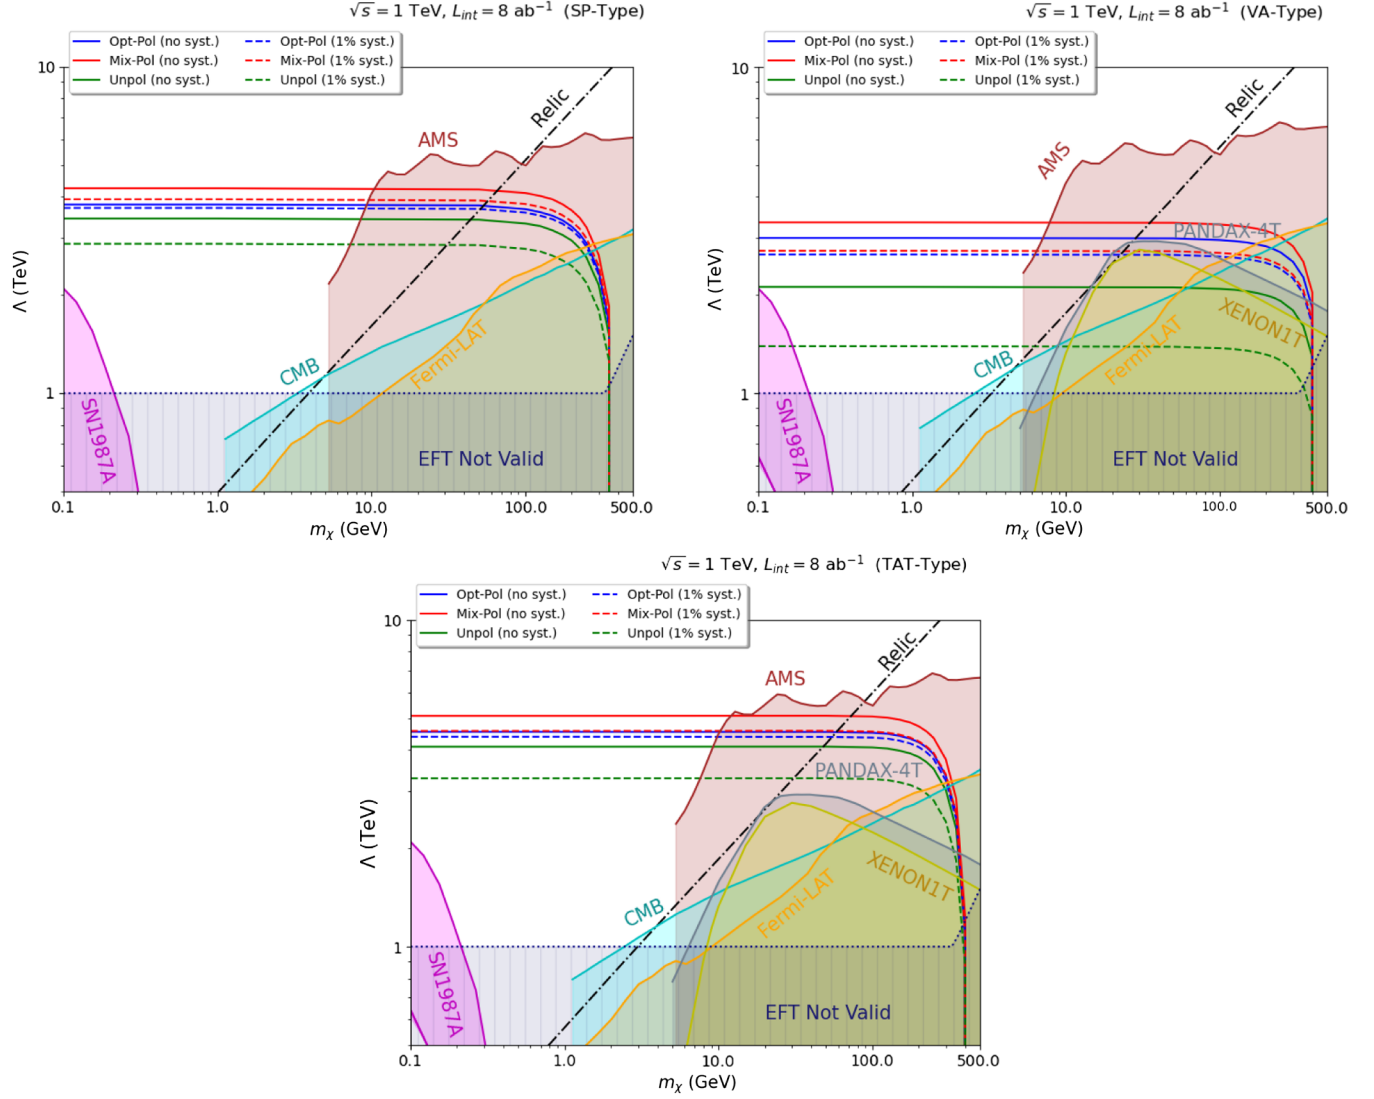 √s = 1 TeV, L_int = 8 ab⁻¹ (SP-Type)
Opt-Pol (no syst.) Opt-Pol (1% syst.)
Mix-Pol (no syst.) Mix-Pol (1% syst.)
Unpol (no syst.) Unpol (1% syst.)
10
1
Λ (TeV)
Relic
AMS
CMB
Fermi-LAT
SN1987A
EFT Not Valid
0.1 1.0 10.0 100.0 500.0
m_χ (GeV)
√s = 1 TeV, L_int = 8 ab⁻¹ (VA-Type)
Opt-Pol (no syst.) Opt-Pol (1% syst.)
Mix-Pol (no syst.) Mix-Pol (1% syst.)
Unpol (no syst.) Unpol (1% syst.)
10
1
Λ (TeV)
Relic
AMS
PANDAX-4T
XENON1T
CMB
Fermi-LAT
SN1987A
EFT Not Valid
0.1 1.0 10.0 100.0 500.0
m_χ (GeV)
√s = 1 TeV, L_int = 8 ab⁻¹ (TAT-Type)
Opt-Pol (no syst.) Opt-Pol (1% syst.)
Mix-Pol (no syst.) Mix-Pol (1% syst.)
Unpol (no syst.) Unpol (1% syst.)
10
1
Λ (TeV)
Relic
AMS
PANDAX-4T
XENON1T
CMB
Fermi-LAT
SN1987A
EFT Not Valid
0.1 1.0 10.0 100.0 500.0
m_χ (GeV)